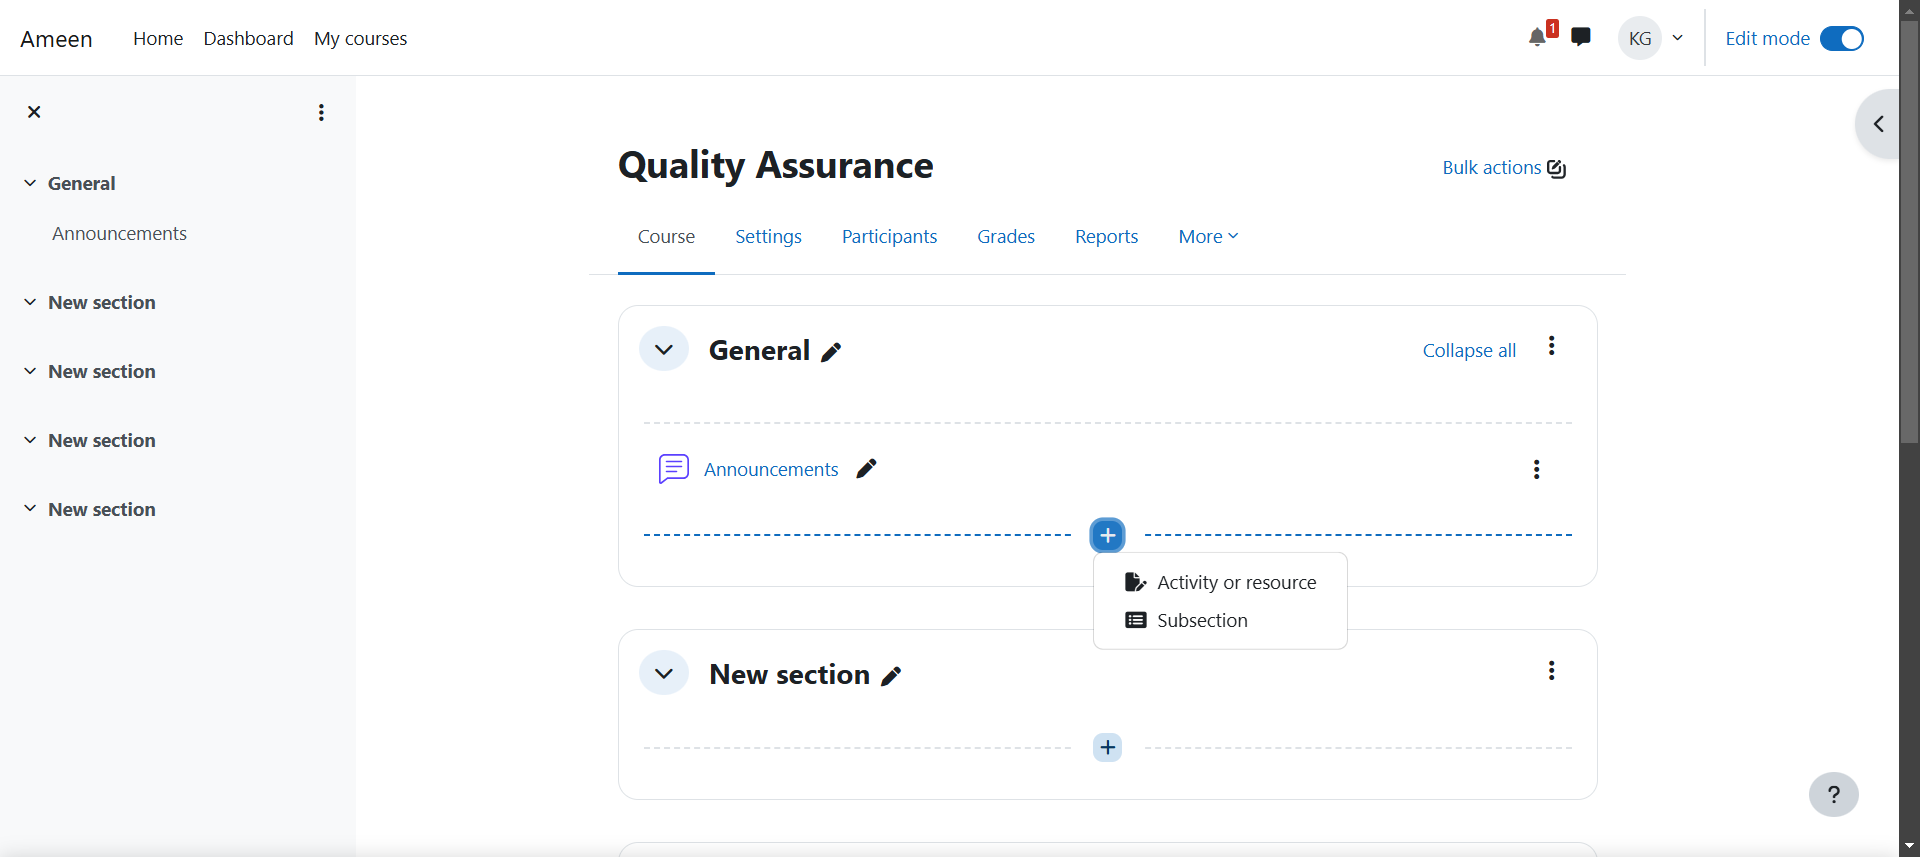 Ameen
Home
Dashboard
My courses
1
KG
Edit mode
General
Announcements
New section
New section
New section
New section
Quality Assurance
Bulk actions
Course
Settings
Participants
Grades
Reports
More
General
Collapse all
Announcements
Activity or resource
Subsection
New section
?